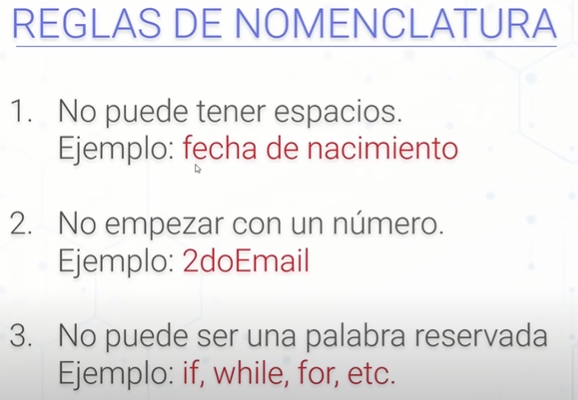 REGLAS DE NOMENCLATURA
1. No puede tener espacios.
Ejemplo: fecha de nacimiento
2. No empezar con un número.
Ejemplo: 2doEmail
3. No puede ser una palabra reservada
Ejemplo: if, while, for, etc.